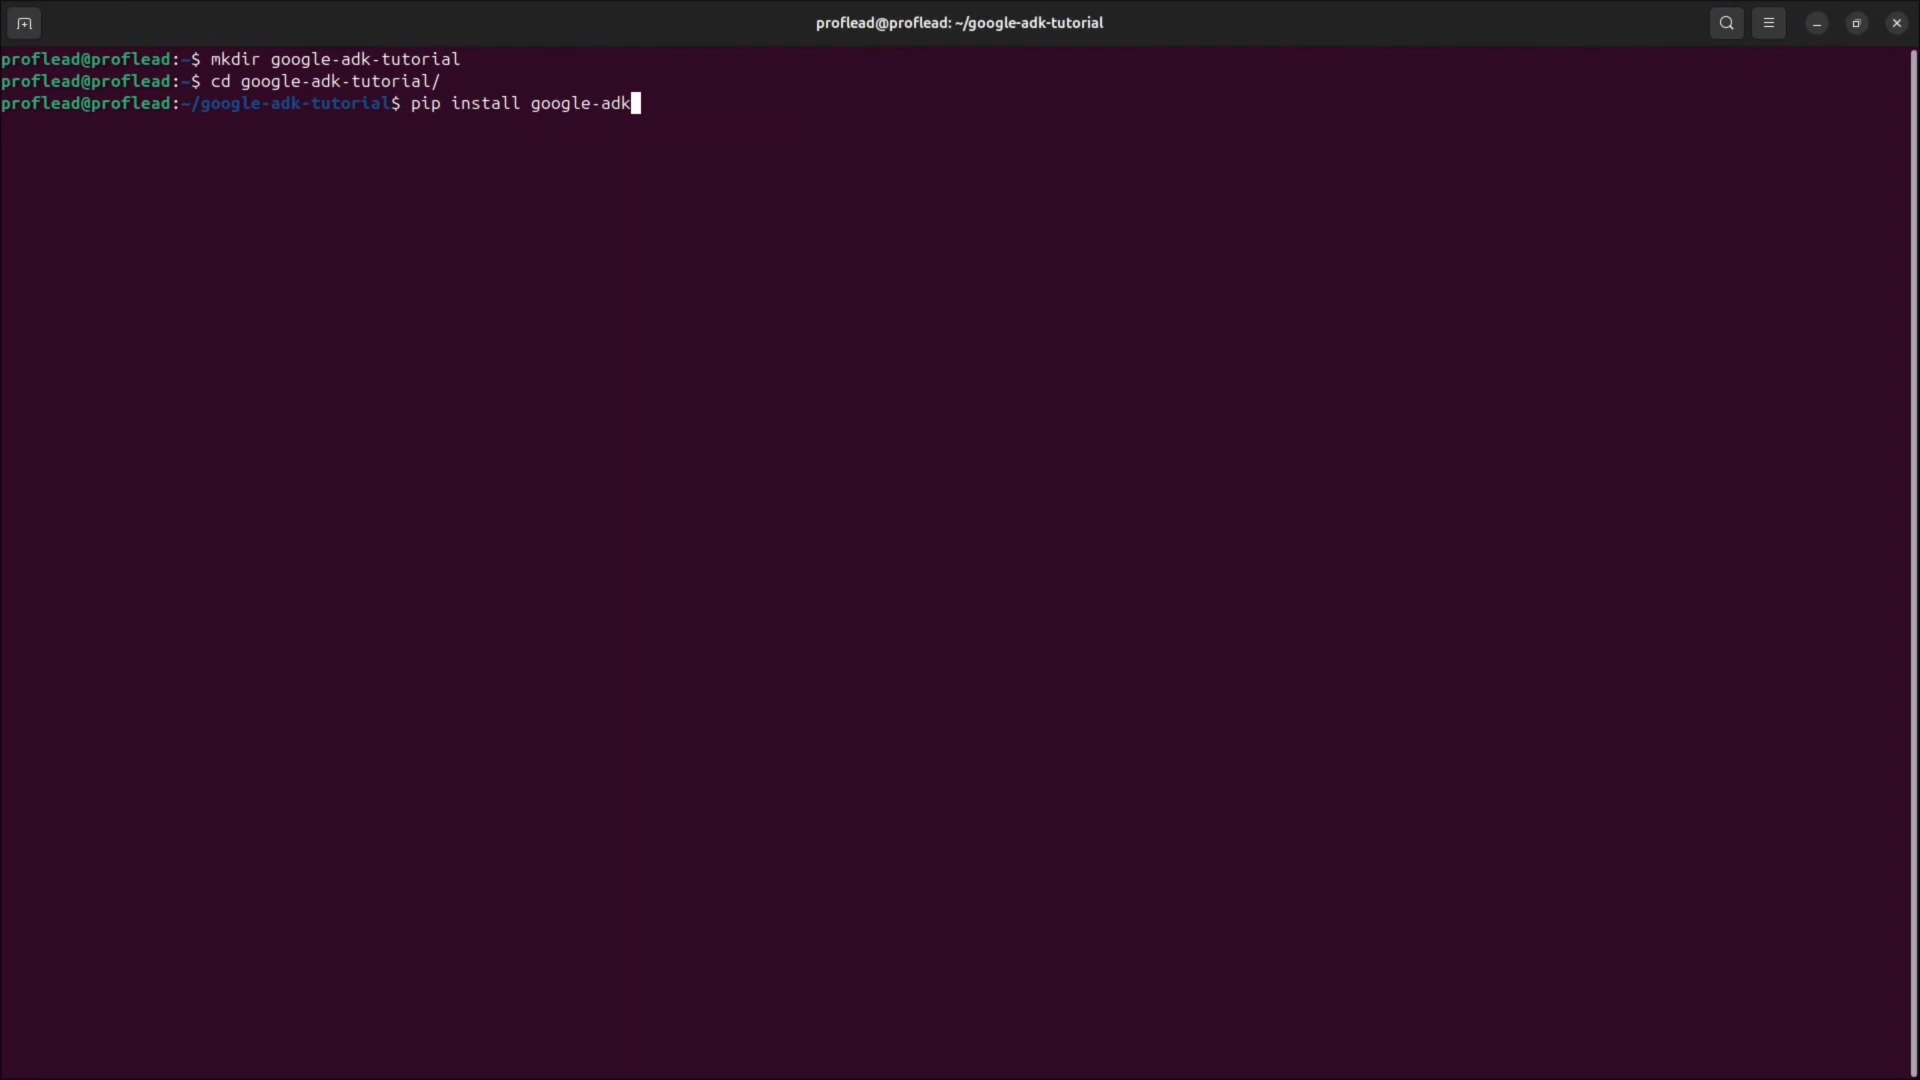 proflead@proflead: ~/google-adk-tutorial
proflead@proflead:~$ mkdir google-adk-tutorial
proflead@proflead:~$ cd google-adk-tutorial/
proflead@proflead:~/google-adk-tutorial$ pip install google-adk